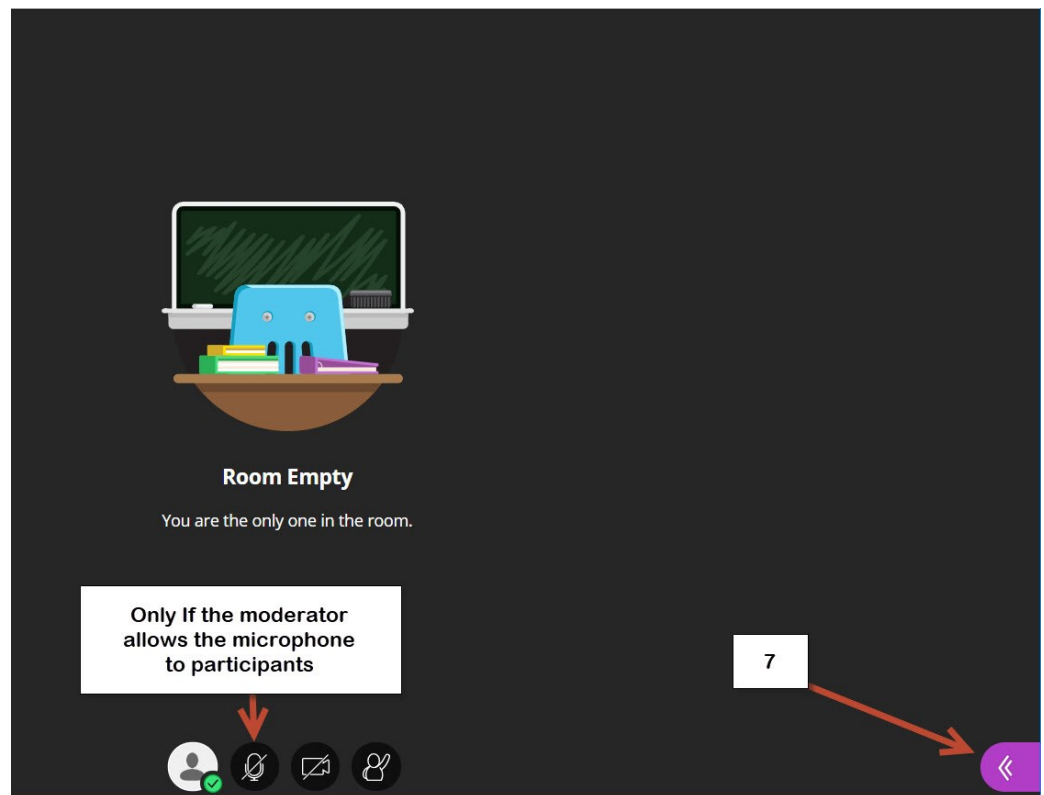 Room Empty
You are the only one in the room.
Only If the moderator
allows the microphone
to participants
7